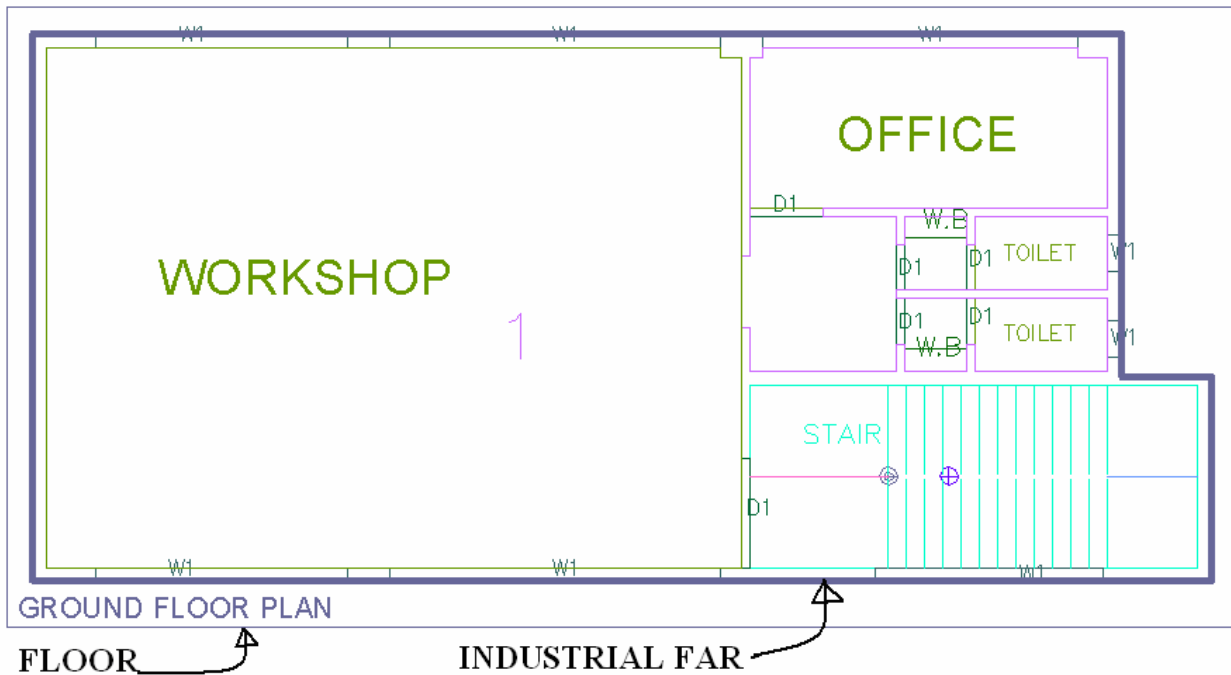 W1 W1 W1
OFFICE
D1
W.B
WORKSHOP
D1 D1 TOILET W1
1
D1 D1 TOILET W1
W.B
STAIR
D1
W1 W1 W1
GROUND FLOOR PLAN
FLOOR
INDUSTRIAL FAR